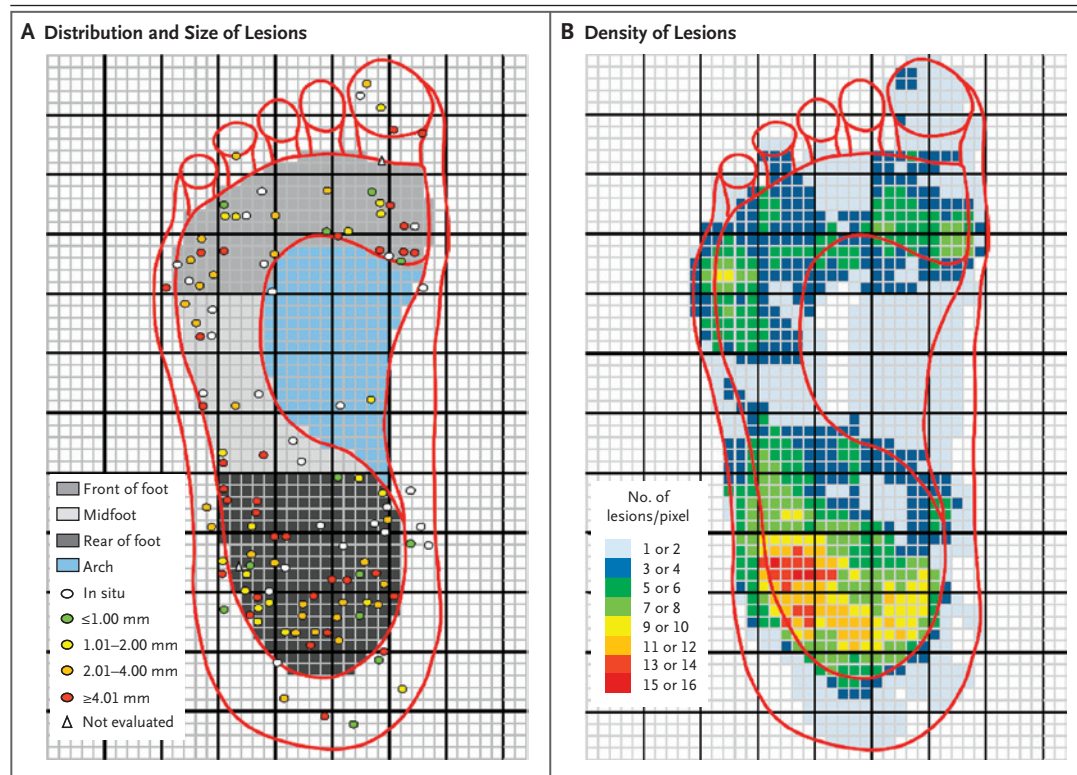 A Distribution and Size of Lesions
Front of foot
Midfoot
Rear of foot
Arch
In situ
≤1.00 mm
1.01–2.00 mm
2.01–4.00 mm
≥4.01 mm
Not evaluated
B Density of Lesions
No. of
lesions/pixel
1 or 2
3 or 4
5 or 6
7 or 8
9 or 10
11 or 12
13 or 14
15 or 16